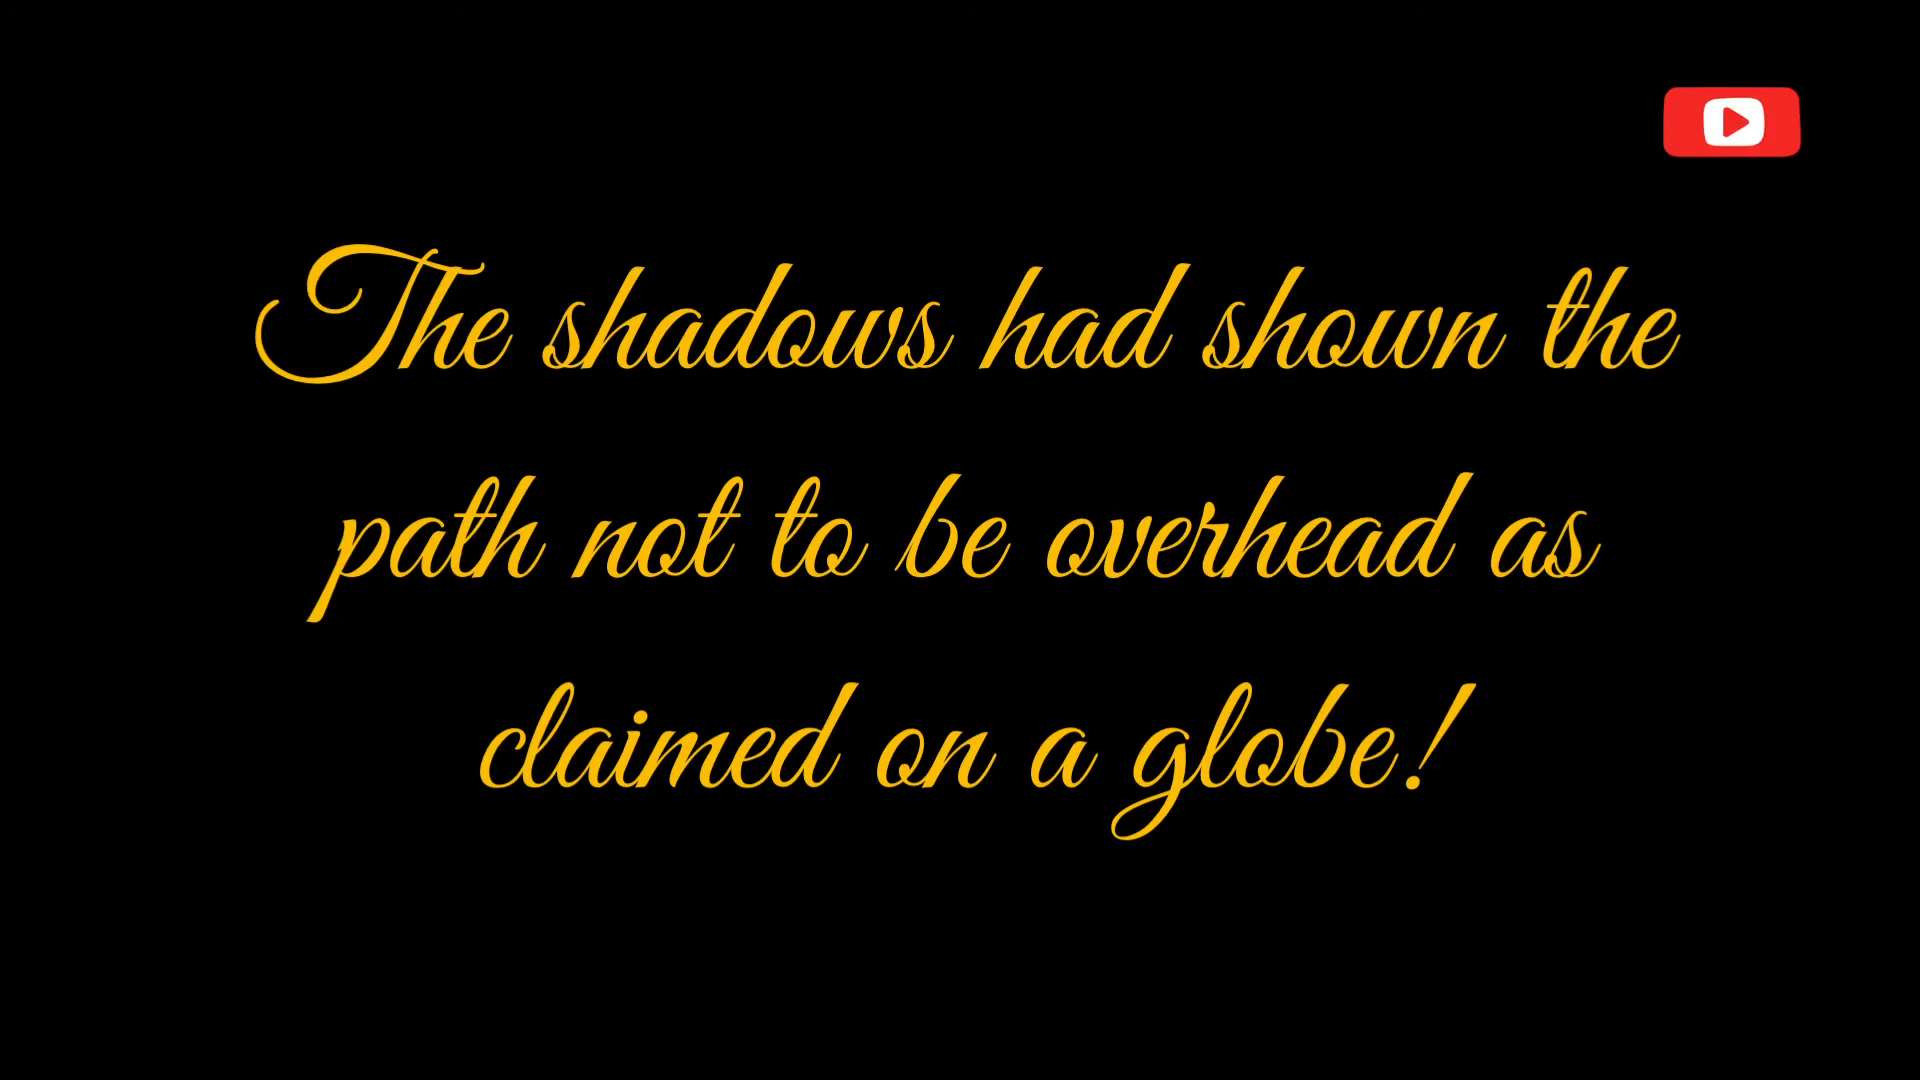 The shadows had shown the
path not to be overhead as
claimed on a globe!